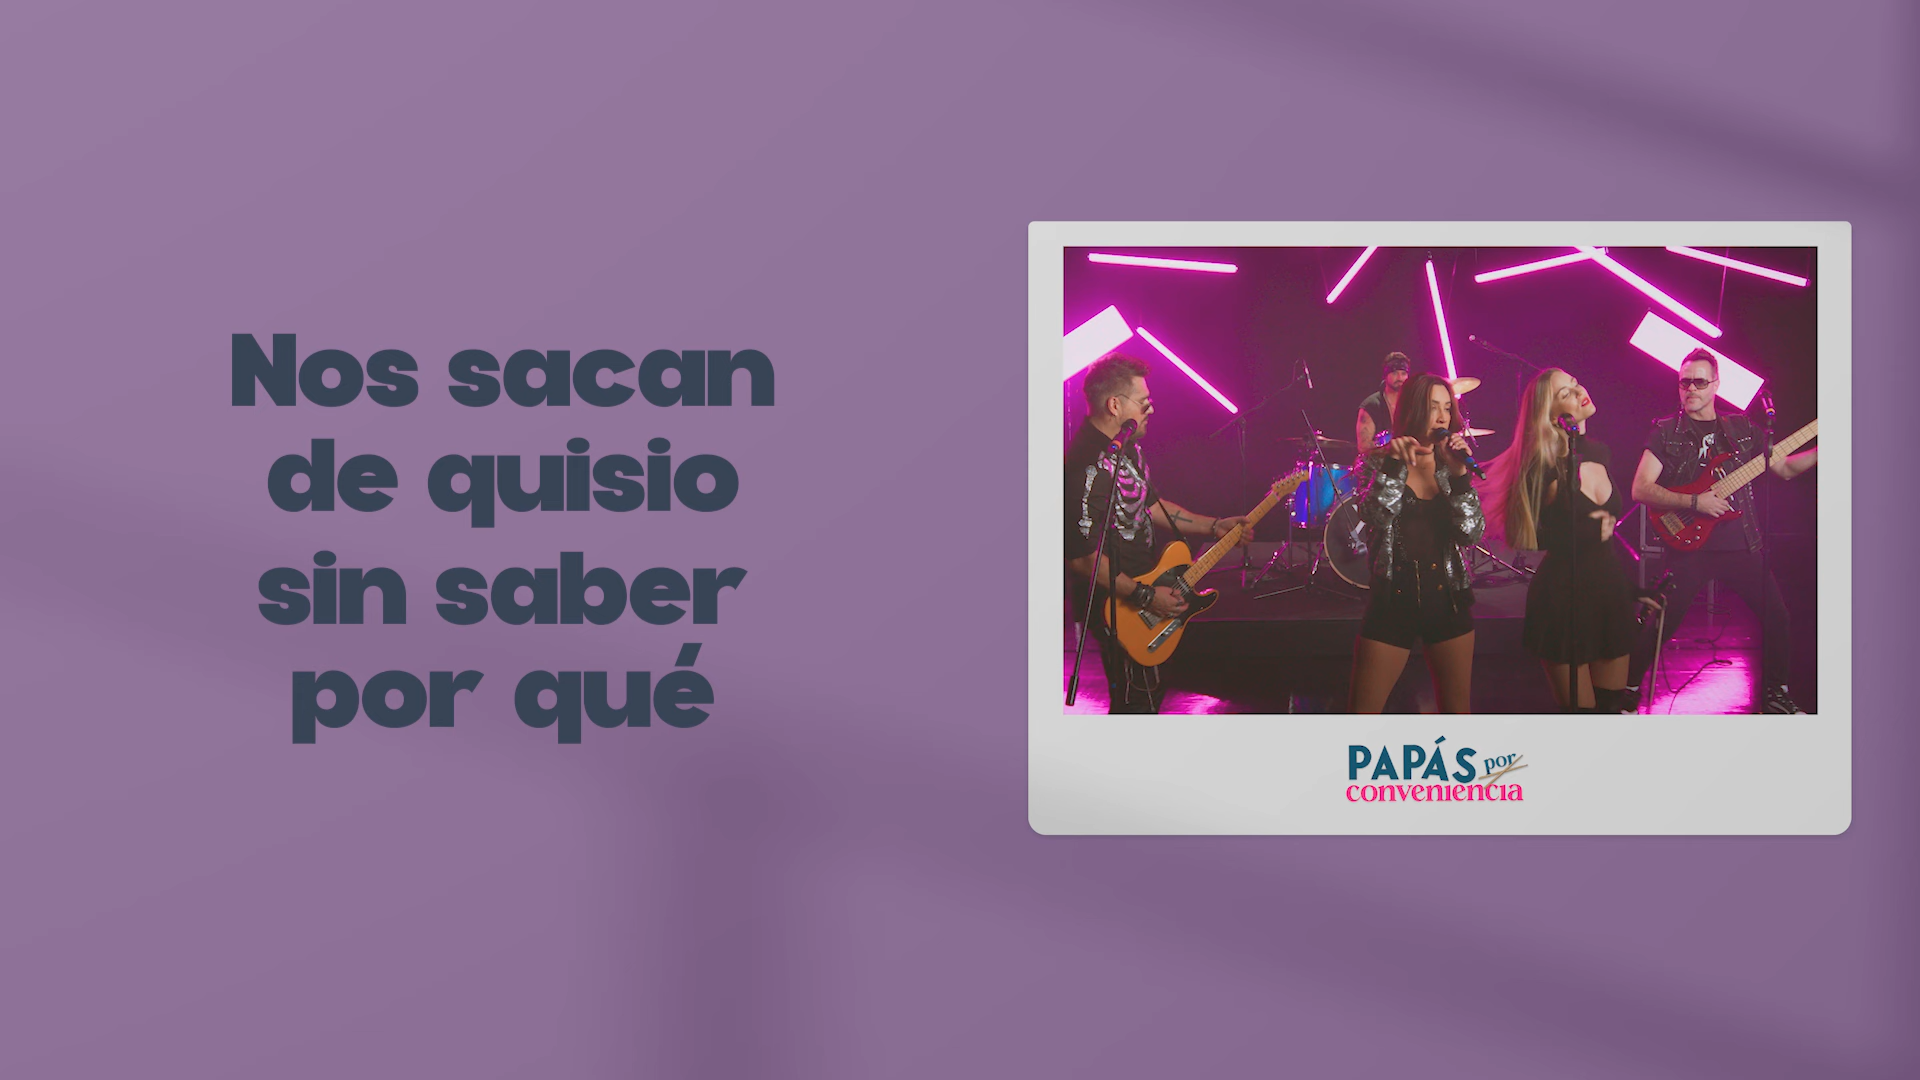 Nos sacan
de quisio
sin saber
por qué
PAPÁS por
conveniencia